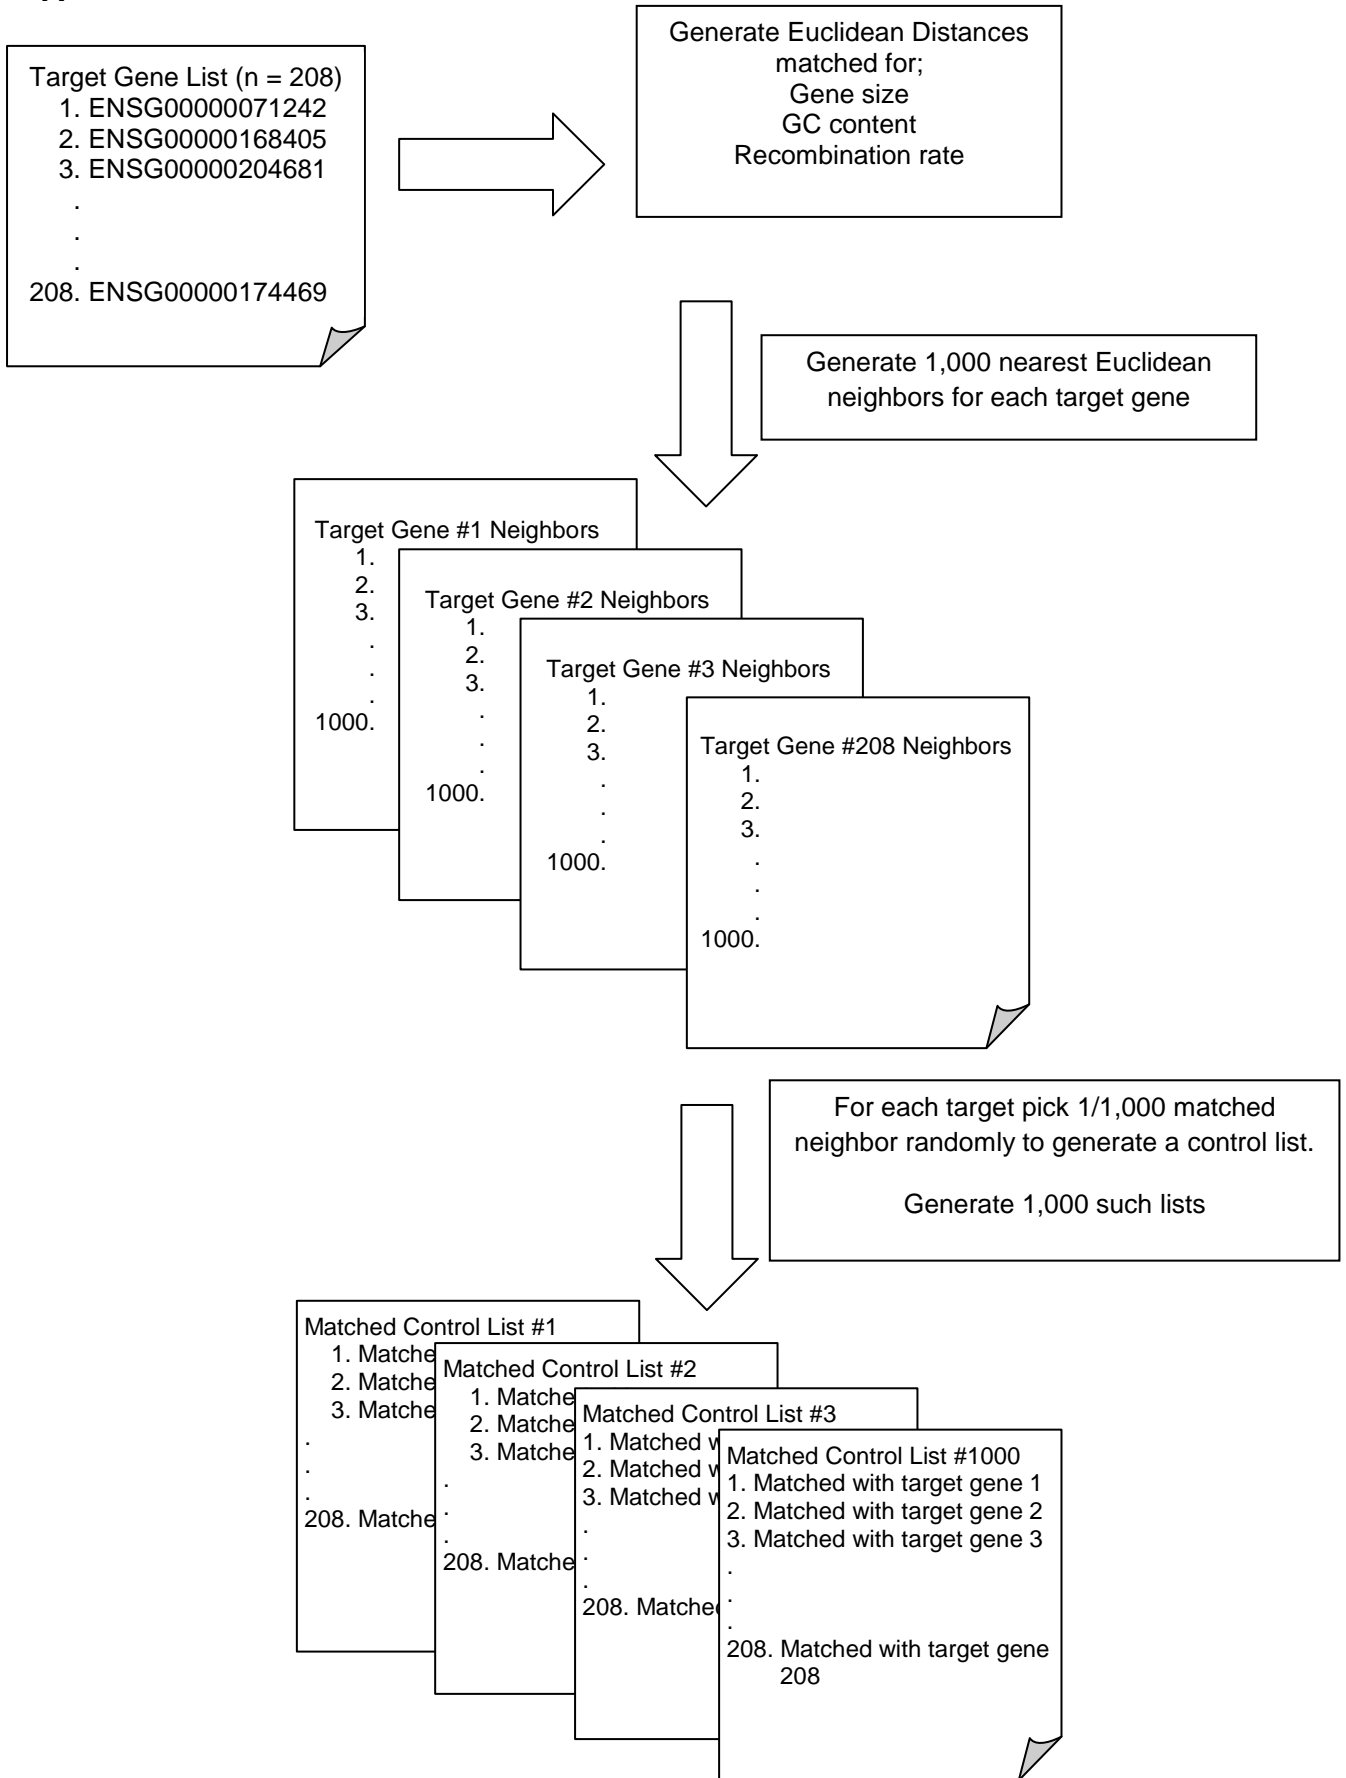 Target Gene List (n = 208)
1. ENSG00000071242
2. ENSG00000168405
3. ENSG00000204681
.
.
.
208. ENSG00000174469
Generate Euclidean Distances
matched for;
Gene size
GC content
Recombination rate
Generate 1,000 nearest Euclidean
neighbors for each target gene
Target Gene #1 Neighbors
1.
2.
3.
.
.
.
1000.
Target Gene #2 Neighbors
1.
2.
3.
.
.
.
1000.
Target Gene #3 Neighbors
1.
2.
3.
.
.
.
1000.
Target Gene #208 Neighbors
1.
2.
3.
.
.
.
1000.
For each target pick 1/1,000 matched
neighbor randomly to generate a control list.
Generate 1,000 such lists
Matched Control List #1
1. Matche
2. Matche
3. Matche
.
.
.
208. Matche
Matched Control List #2
1. Matche
2. Matche
3. Matche
.
.
.
208. Matche
Matched Control List #3
1. Matched w
2. Matched w
3. Matched w
.
.
.
208. Matched
Matched Control List #1000
1. Matched with target gene 1
2. Matched with target gene 2
3. Matched with target gene 3
.
.
.
208. Matched with target gene
208